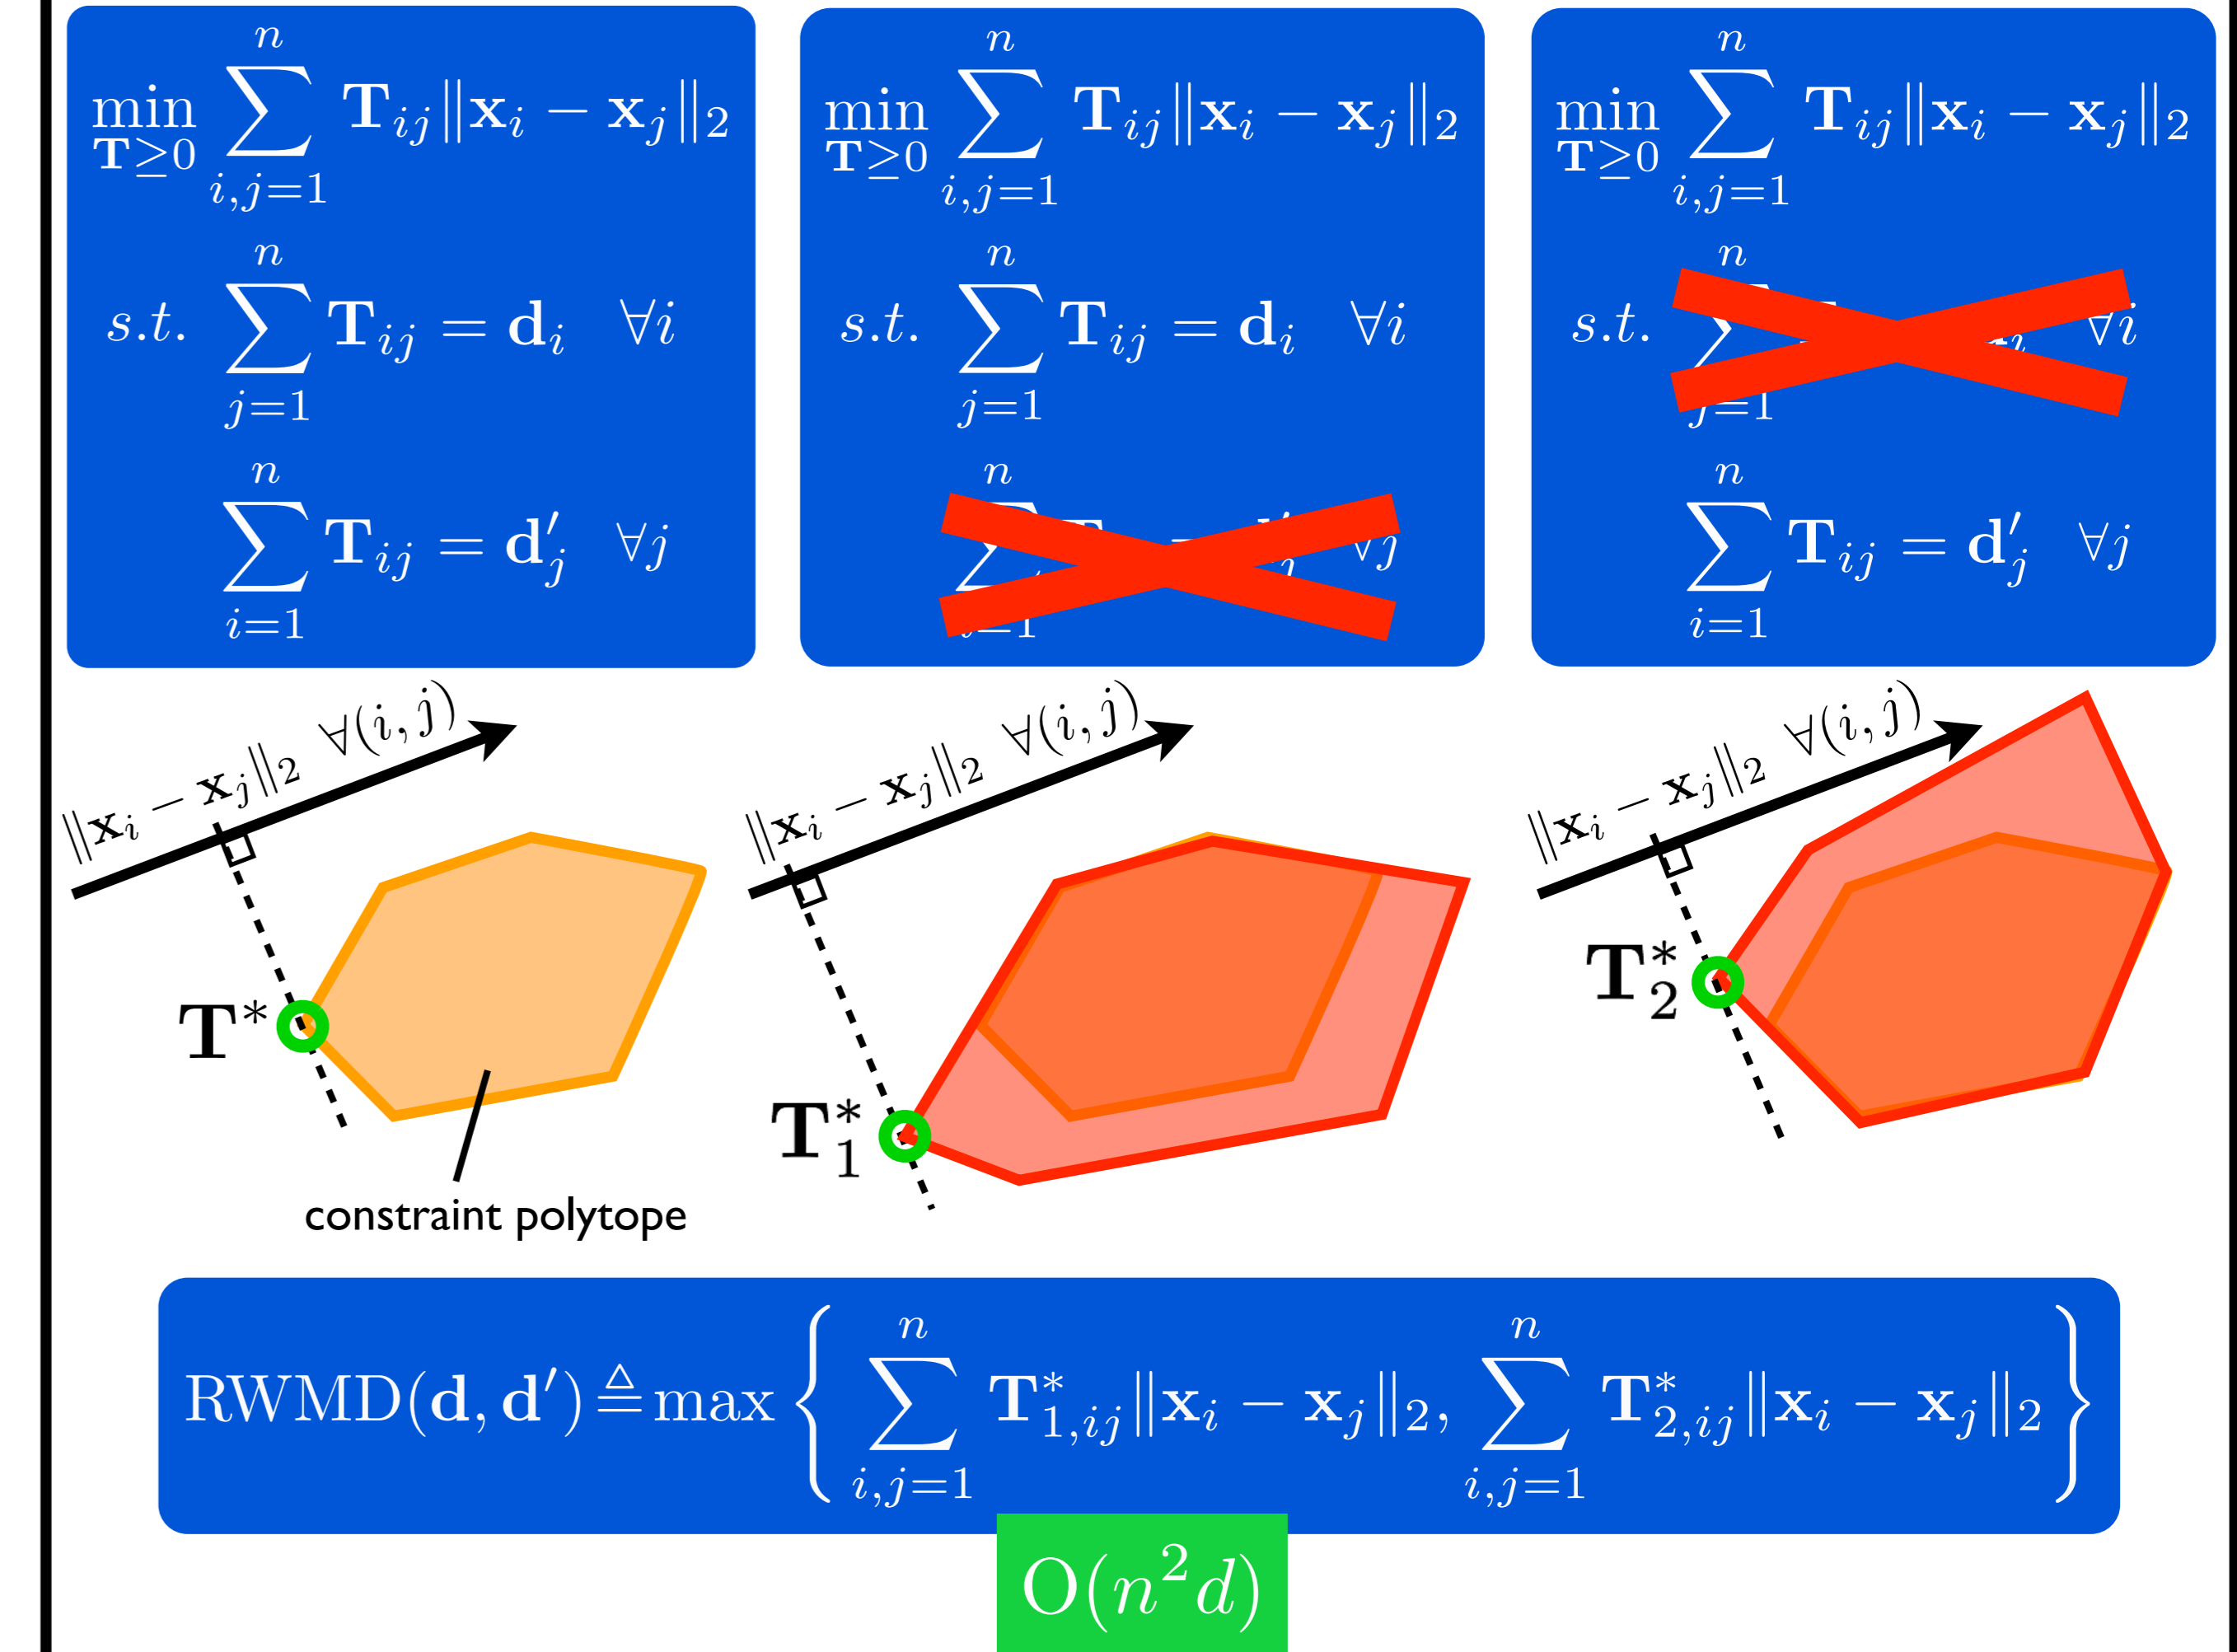 min_{T≥0} ∑_{i,j=1}^{n} T_{ij}‖x_i − x_j‖_2
s.t. ∑_{j=1}^{n} T_{ij} = d_i ∀i
∑_{i=1}^{n} T_{ij} = d′_j ∀j
min_{T≥0} ∑_{i,j=1}^{n} T_{ij}‖x_i − x_j‖_2
s.t. ∑_{j=1}^{n} T_{ij} = d_i ∀i
min_{T≥0} ∑_{i,j=1}^{n} T_{ij}‖x_i − x_j‖_2
s.t. ∀i
∑_{i=1}^{n} T_{ij} = d′_j ∀j
‖x_i − x_j‖_2 ∀(i, j)
T*
constraint polytope
‖x_i − x_j‖_2 ∀(i, j)
T*_1
‖x_i − x_j‖_2 ∀(i, j)
T*_2
RWMD(d, d′) ≜ max { ∑_{i,j=1}^{n} T*_{1,ij}‖x_i − x_j‖_2, ∑_{i,j=1}^{n} T*_{2,ij}‖x_i − x_j‖_2 }
O(n²d)